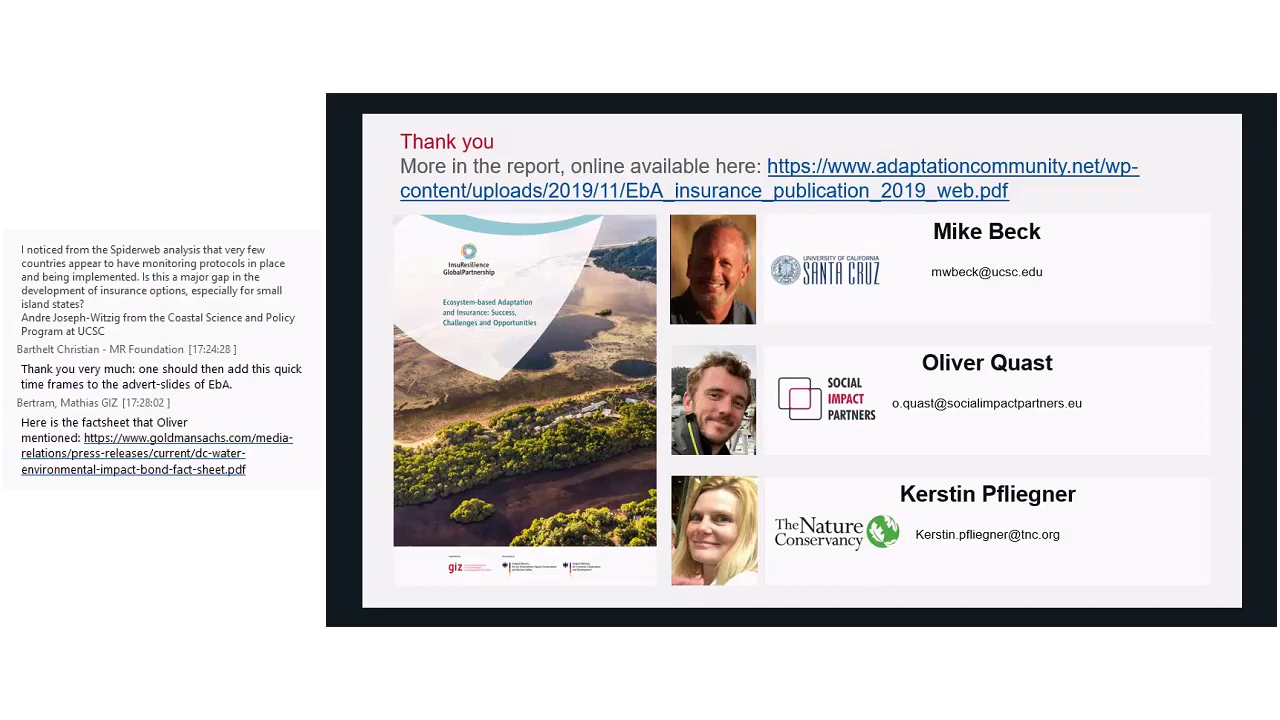 I noticed from the Spiderweb analysis that very few
countries appear to have monitoring protocols in place
and being implemented. Is this a major gap in the
development of insurance options, especially for small
island states?
Andre Joseph-Witzig from the Coastal Science and Policy
Program at UCSC
Barthelt Christian - MR Foundation [17:24:28 ]
Thank you very much: one should then add this quick
time frames to the advert-slides of EbA.
Bertram, Mathias GIZ [17:28:02 ]
Here is the factsheet that Oliver
mentioned: https://www.goldmansachs.com/media-
relations/press-releases/current/dc-water-
environmental-impact-bond-fact-sheet.pdf
Thank you
More in the report, online available here: https://www.adaptationcommunity.net/wp-
content/uploads/2019/11/EbA_insurance_publication_2019_web.pdf
InsuResilience
GlobalPartnership
Ecosystem-based Adaptation
and Insurance: Success,
Challenges and Opportunities
giz
Mike Beck
UNIVERSITY OF CALIFORNIA
SANTA CRUZ
mwbeck@ucsc.edu
Oliver Quast
SOCIAL
IMPACT
PARTNERS
o.quast@socialimpactpartners.eu
Kerstin Pfliegner
The Nature
Conservancy
Kerstin.pfliegner@tnc.org